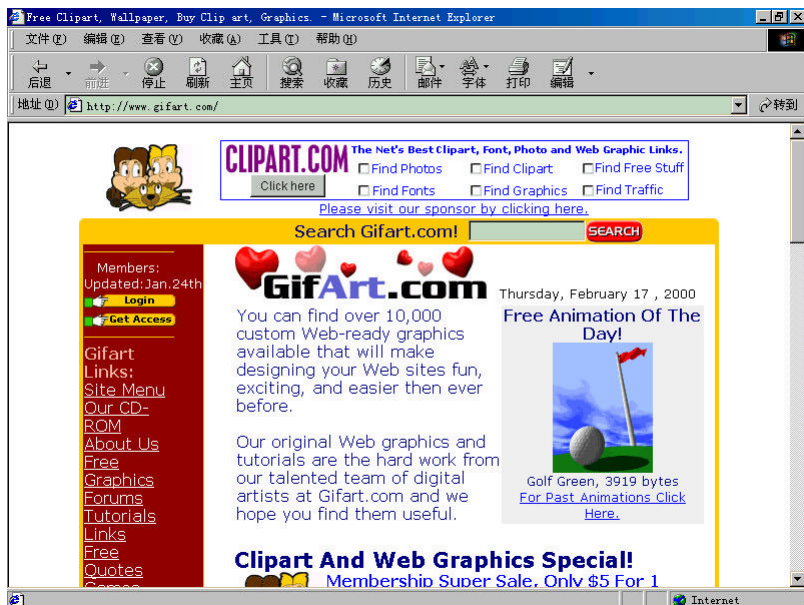 Free Clipart, Wallpaper, Buy Clip art, Graphics. - Microsoft Internet Explorer
文件(F) 编辑(E) 查看(V) 收藏(A) 工具(T) 帮助(H)
后退 前进 停止 刷新 主页 搜索 收藏 历史 邮件 字体 打印 编辑
地址(D) http://www.gifart.com/ 转到
CLIPART.COM
Click here
The Net's Best Clipart, Font, Photo and Web Graphic Links.
Find Photos Find Clipart Find Free Stuff
Find Fonts Find Graphics Find Traffic
Please visit our sponsor by clicking here.
Search Gifart.com! SEARCH
Members:
Updated:Jan.24th
Login
Get Access
Gifart
Links:
Site Menu
Our CD-
ROM
About Us
Free
Graphics
Forums
Tutorials
Links
Free
Quotes
Games
GifArt.com
Thursday, February 17 , 2000
You can find over 10,000
custom Web-ready graphics
available that will make
designing your Web sites fun,
exciting, and easier then ever
before.
Our original Web graphics and
tutorials are the hard work from
our talented team of digital
artists at Gifart.com and we
hope you find them useful.
Free Animation Of The
Day!
Golf Green, 3919 bytes
For Past Animations Click
Here.
Clipart And Web Graphics Special!
Membership Super Sale, Only $5 For 1
Internet